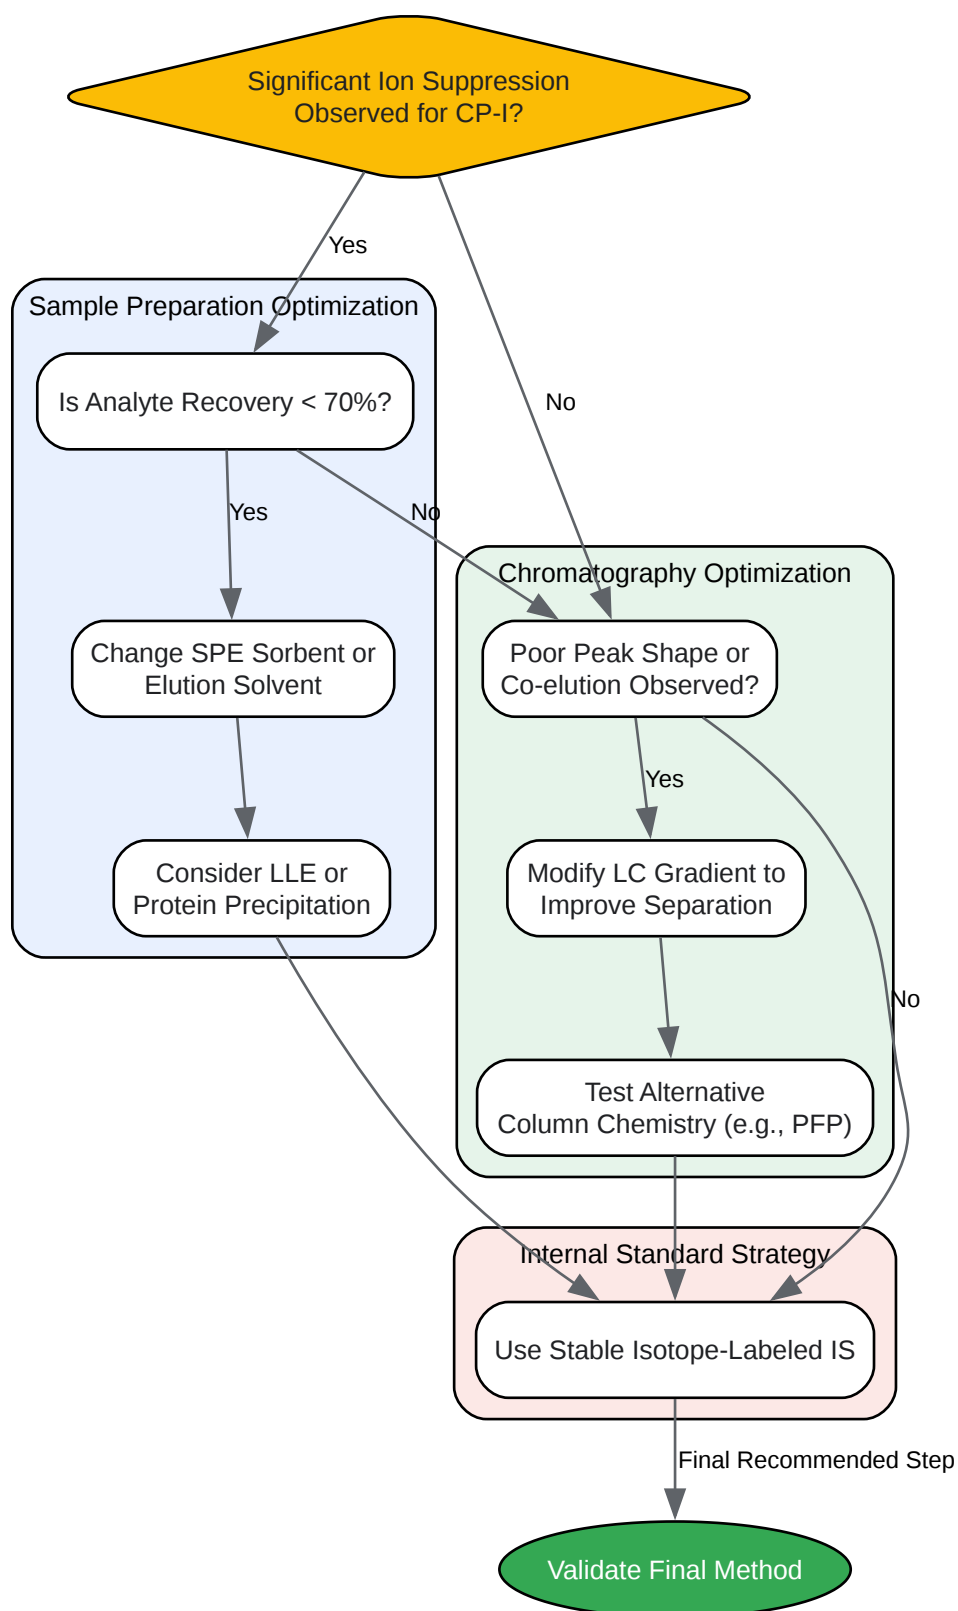 Significant Ion Suppression
Observed for CP-I?
Yes
Sample Preparation Optimization
Is Analyte Recovery < 70%?
No
Yes
No
Chromatography Optimization
Change SPE Sorbent or
Elution Solvent
Poor Peak Shape or
Co-elution Observed?
Yes
Consider LLE or
Protein Precipitation
Modify LC Gradient to
Improve Separation
No
Test Alternative
Column Chemistry (e.g., PFP)
Internal Standard Strategy
Use Stable Isotope-Labeled IS
Final Recommended Step
Validate Final Method